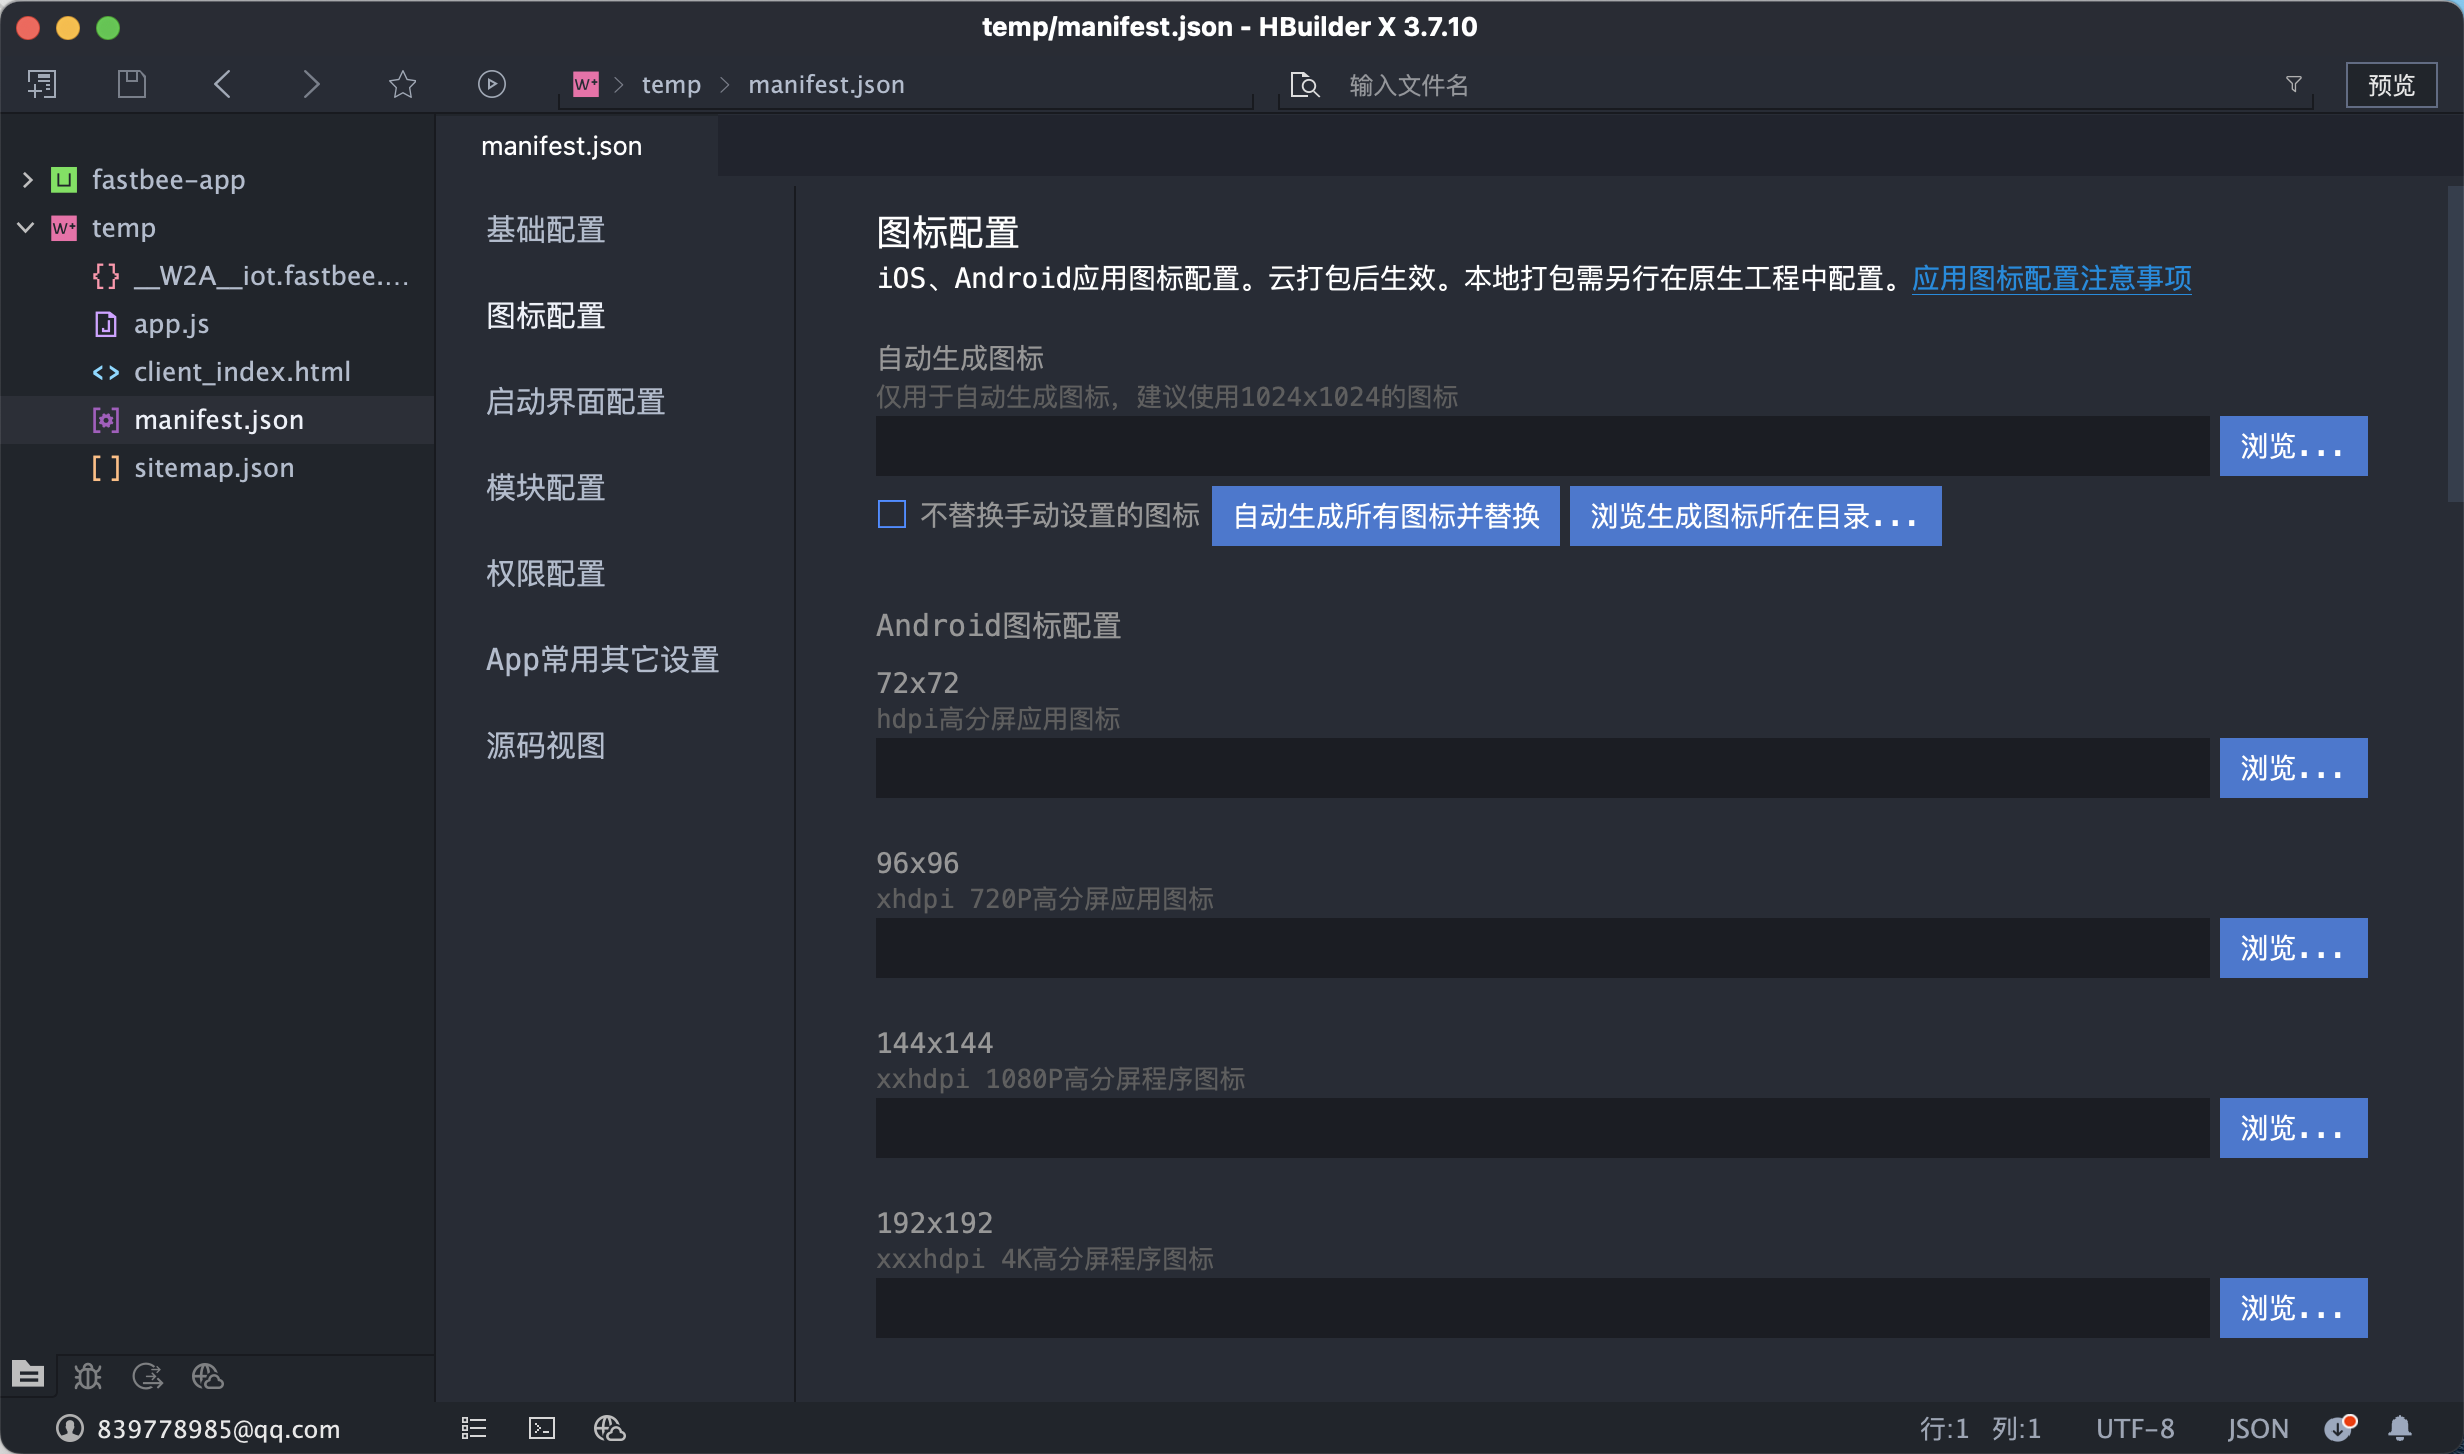 temp/manifest.json - HBuilder X 3.7.10
temp
manifest.json
输入文件名
预览
fastbee-app
temp
__W2A__iot.fastbee....
app.js
client_index.html
manifest.json
sitemap.json
manifest.json
基础配置
图标配置
启动界面配置
模块配置
权限配置
App常用其它设置
源码视图
图标配置
iOS、Android应用图标配置。云打包后生效。本地打包需另行在原生工程中配置。应用图标配置注意事项
自动生成图标
仅用于自动生成图标，建议使用1024x1024的图标
浏览...
不替换手动设置的图标
自动生成所有图标并替换
浏览生成图标所在目录...
Android图标配置
72x72
hdpi高分屏应用图标
浏览...
96x96
xhdpi 720P高分屏应用图标
浏览...
144x144
xxhdpi 1080P高分屏程序图标
浏览...
192x192
xxxhdpi 4K高分屏程序图标
浏览...
839778985@qq.com
行:1 列:1
UTF-8
JSON